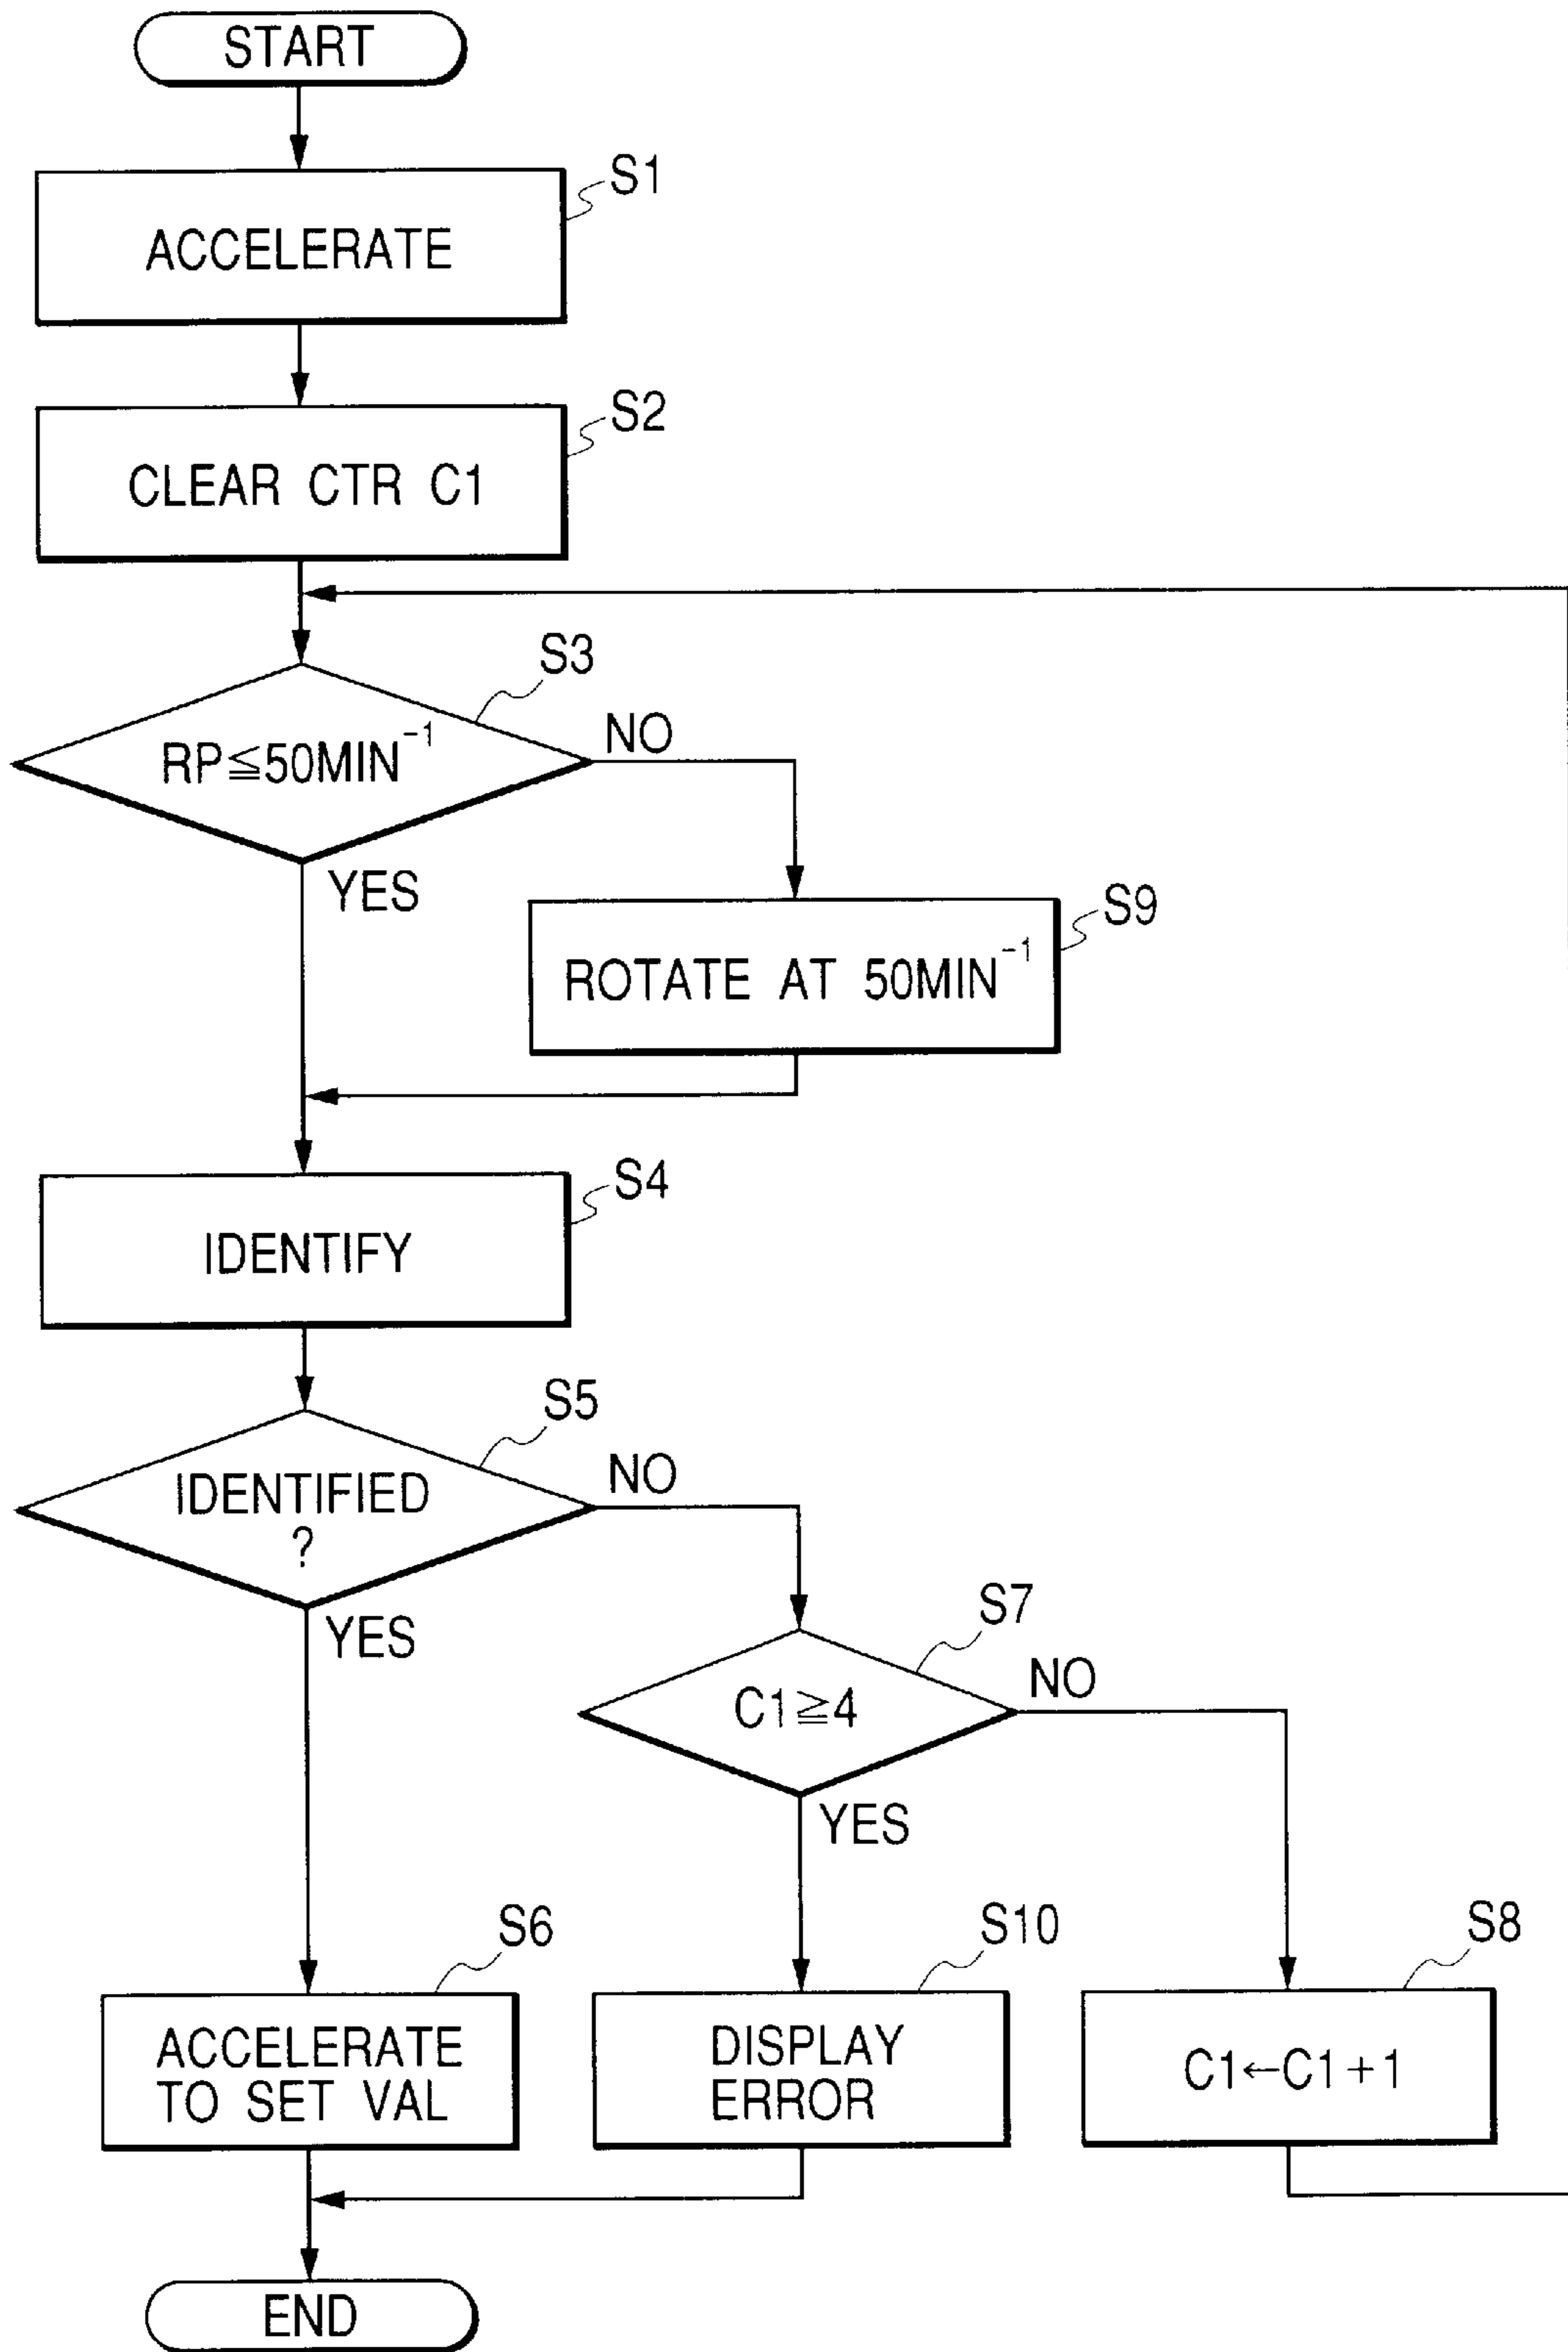 START
S1
ACCELERATE
S2
CLEAR CTR C1
S3
RP≦50MIN⁻¹
NO
YES
S9
ROTATE AT 50MIN⁻¹
S4
IDENTIFY
S5
IDENTIFIED
?
NO
YES
S7
C1≧4
NO
YES
S6
ACCELERATE
TO SET VAL
S10
DISPLAY
ERROR
S8
C1←C1+1
END